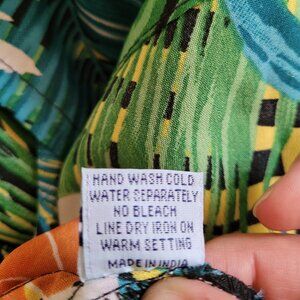 HAND WASH COLD
WATER SEPARATELY
NO BLEACH
LINE DRY IRON ON
WARM SETTING
MADE IN INDIA